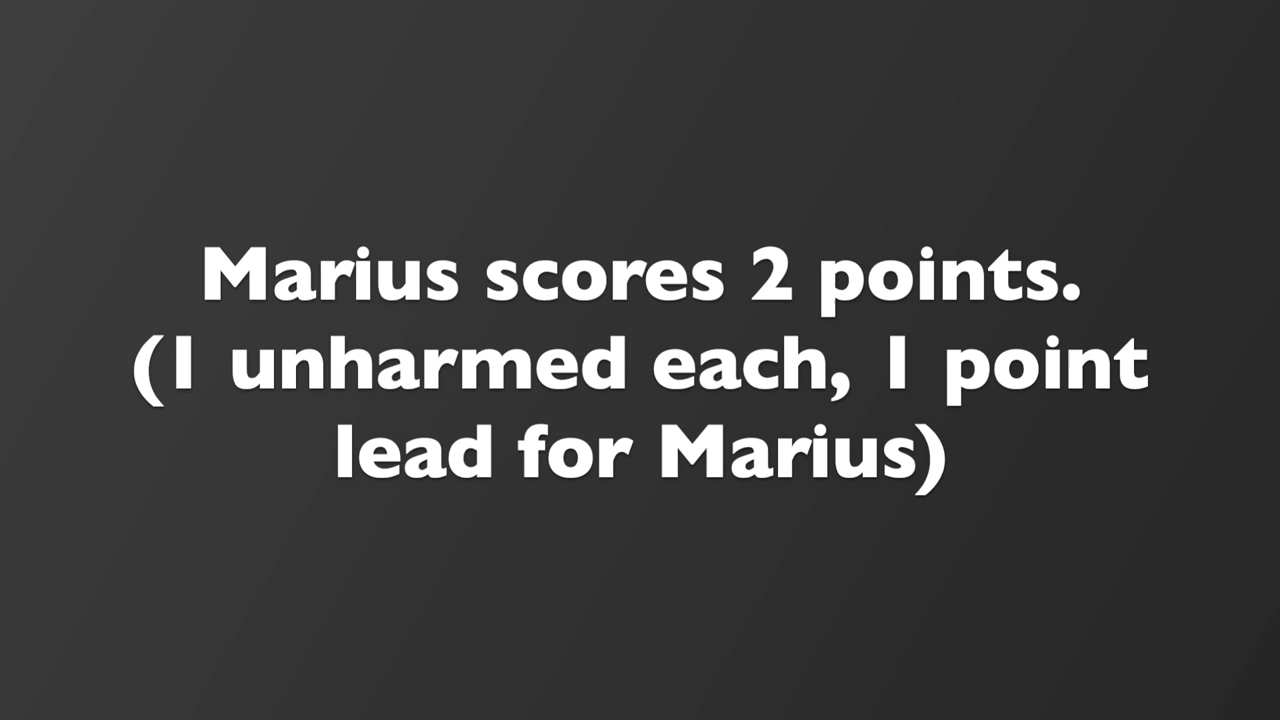 Marius scores 2 points.
(1 unharmed each, 1 point
lead for Marius)